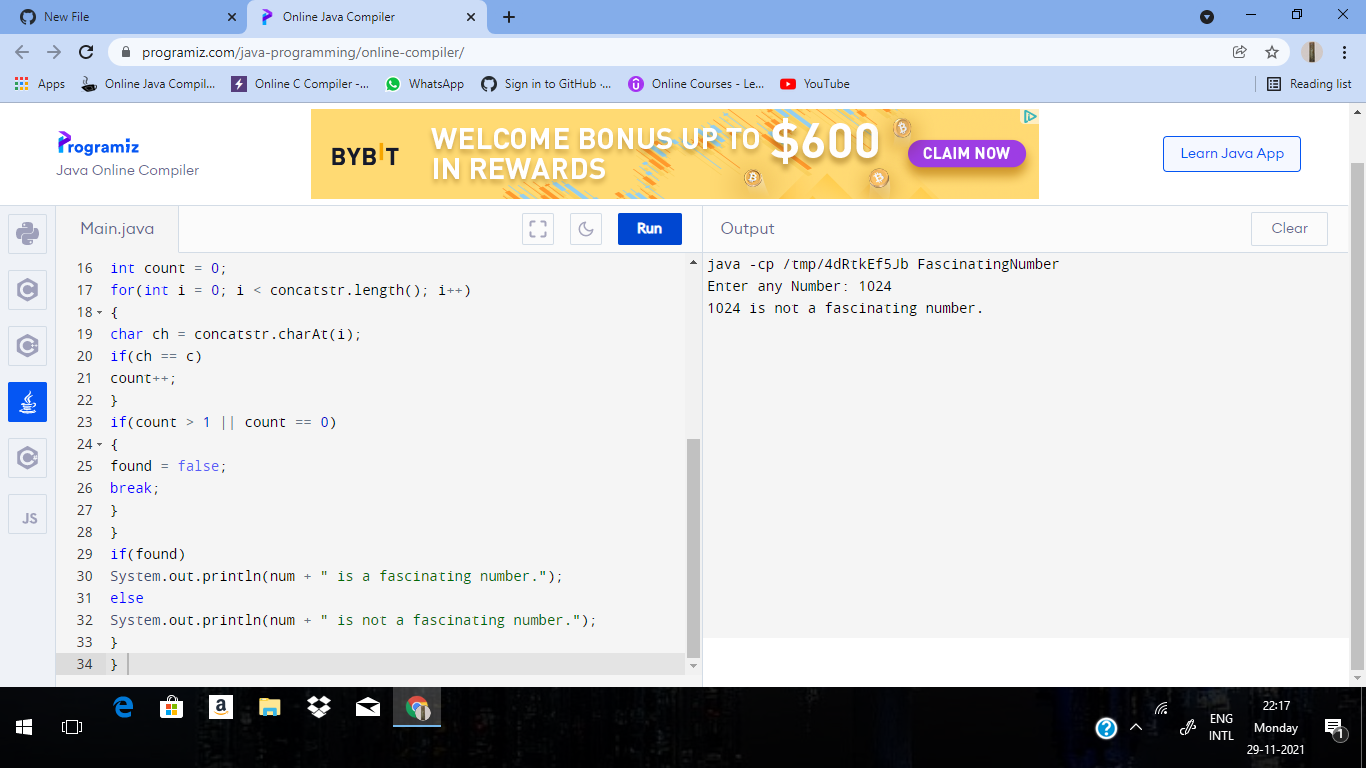 New File
Online Java Compiler
programiz.com/java-programming/online-compiler/
Apps
Online Java Compil...
Online C Compiler -...
WhatsApp
Sign in to GitHub ·...
Online Courses - Le...
YouTube
Reading list
Programiz
Java Online Compiler
BYBIT
WELCOME BONUS UP TO $600
IN REWARDS
CLAIM NOW
Learn Java App
Main.java
Run
Output
Clear
16 int count = 0;
17 for(int i = 0; i < concatstr.length(); i++)
18 {
19 char ch = concatstr.charAt(i);
20 if(ch == c)
21 count++;
22 }
23 if(count > 1 || count == 0)
24 {
25 found = false;
26 break;
27 }
28 }
29 if(found)
30 System.out.println(num + " is a fascinating number.");
31 else
32 System.out.println(num + " is not a fascinating number.");
33 }
34 }
java -cp /tmp/4dRtkEf5Jb FascinatingNumber
Enter any Number: 1024
1024 is not a fascinating number.
JS
ENG
INTL
22:17
Monday
29-11-2021
1